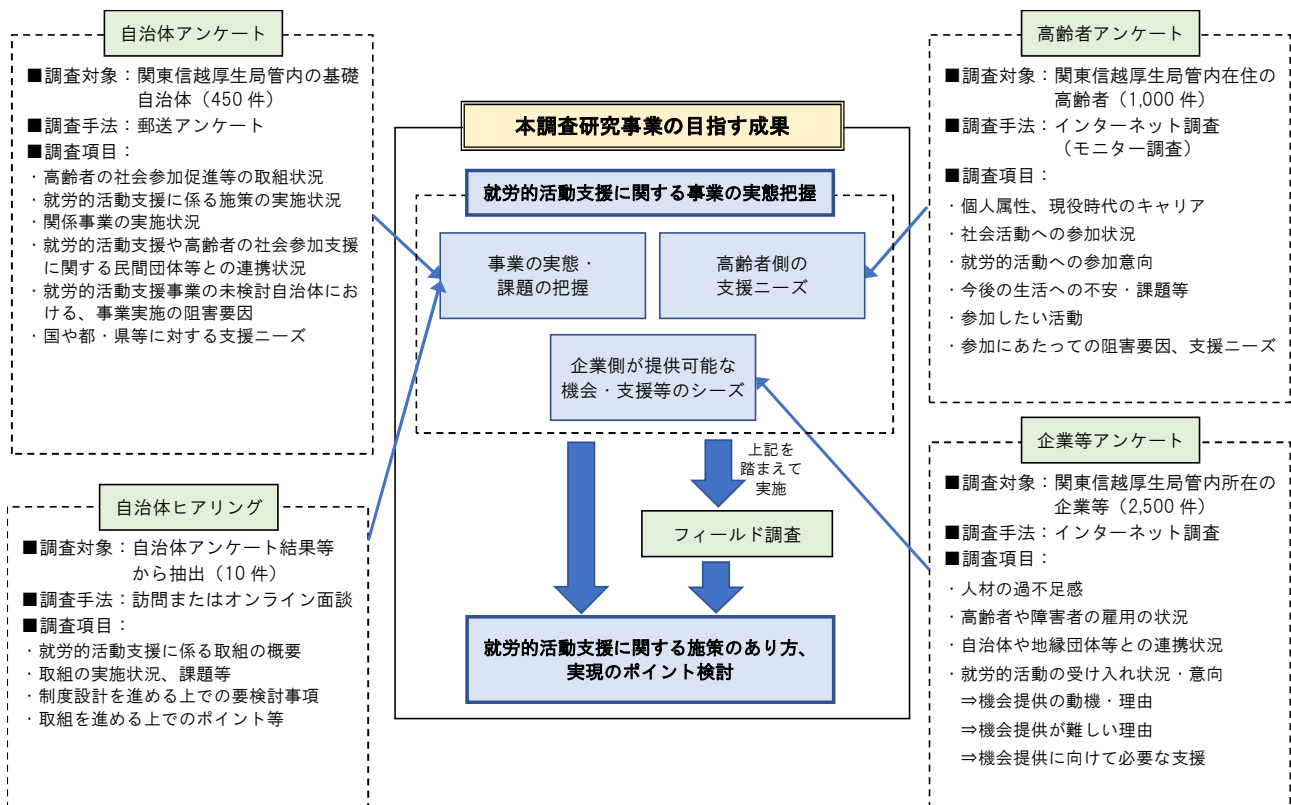 自治体アンケート
■調査対象：関東信越厚生局管内の基礎
自治体（450 件）
■調査手法：郵送アンケート
■調査項目：
・高齢者の社会参加促進等の取組状況
・就労的活動支援に係る施策の実施状況
・関係事業の実施状況
・就労的活動支援や高齢者の社会参加支援
に関する民間団体等との連携状況
・就労的活動支援事業の未検討自治体にお
ける、事業実施の阻害要因
・国や都・県等に対する支援ニーズ
自治体ヒアリング
■調査対象：自治体アンケート結果等
から抽出（10 件）
■調査手法：訪問またはオンライン面談
■調査項目：
・就労的活動支援に係る取組の概要
・取組の実施状況、課題等
・制度設計を進める上での要検討事項
・取組を進める上でのポイント等
本調査研究事業の目指す成果
就労的活動支援に関する事業の実態把握
事業の実態・
課題の把握
高齢者側の
支援ニーズ
企業側が提供可能な
機会・支援等のシーズ
上記を
踏まえて
実施
フィールド調査
就労的活動支援に関する施策のあり方、
実現のポイント検討
高齢者アンケート
■調査対象：関東信越厚生局管内在住の
高齢者（1,000 件）
■調査手法：インターネット調査
（モニター調査）
■調査項目：
・個人属性、現役時代のキャリア
・社会活動への参加状況
・就労的活動への参加意向
・今後の生活への不安・課題等
・参加したい活動
・参加にあたっての阻害要因、支援ニーズ
企業等アンケート
■調査対象：関東信越厚生局管内所在の
企業等（2,500 件）
■調査手法：インターネット調査
■調査項目：
・人材の過不足感
・高齢者や障害者の雇用の状況
・自治体や地縁団体等との連携状況
・就労的活動の受け入れ状況・意向
⇒機会提供の動機・理由
⇒機会提供が難しい理由
⇒機会提供に向けて必要な支援